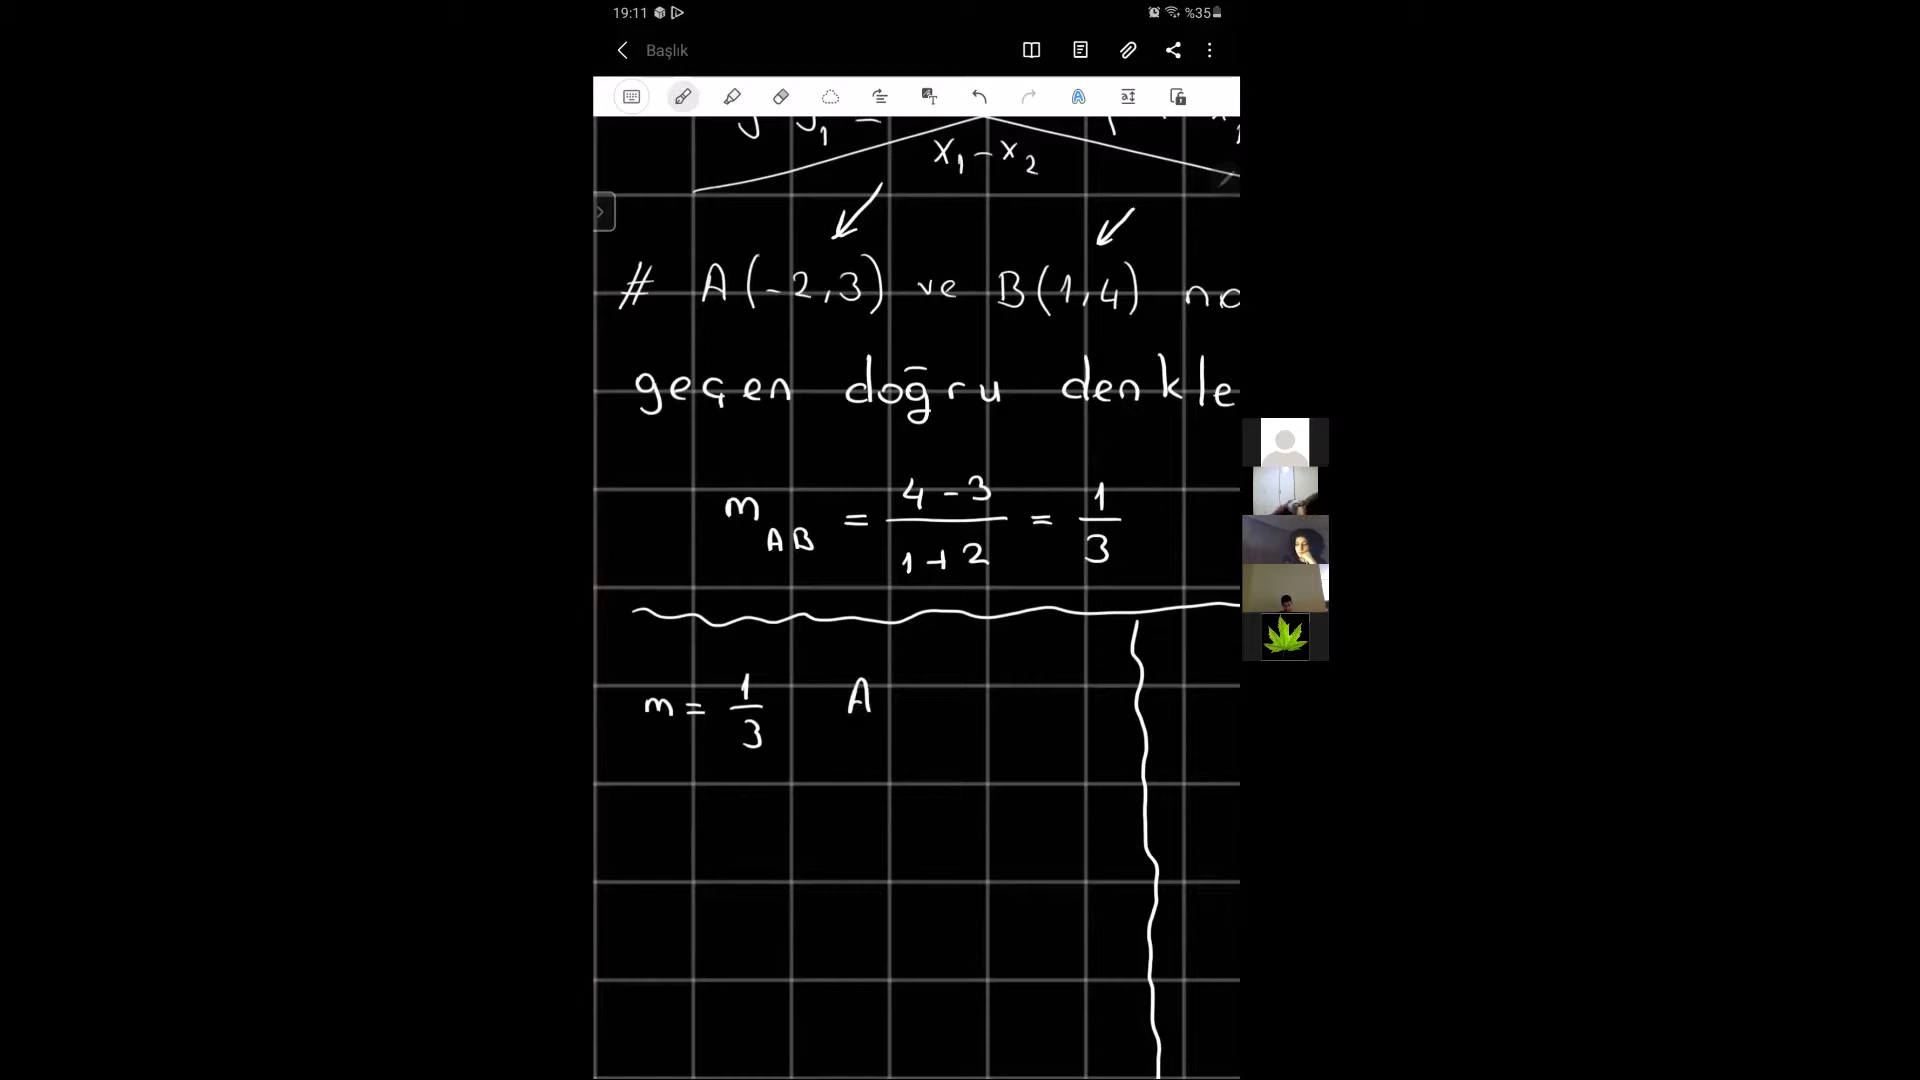 19:11 %35
Başlık
x₁ - x₂
# A(-2,3) ve B(1,4) no
geçen doğru denkle
m_AB = (4-3)/(1+2) = 1/3
m = 1/3 A